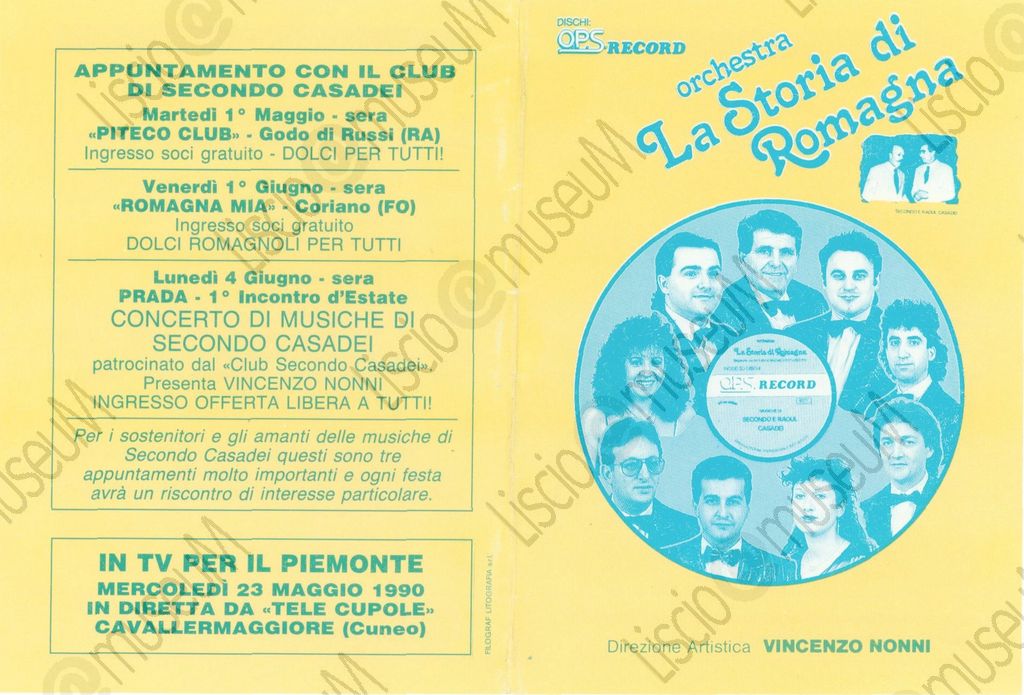 APPUNTAMENTO CON IL CLUB
DI SECONDO CASADEI
Martedì 1° Maggio - sera
«PITECO CLUB» - Godo di Russi (RA)
Ingresso soci gratuito - DOLCI PER TUTTI!
Venerdì 1° Giugno - sera
«ROMAGNA MIA» - Coriano (FO)
Ingresso soci gratuito
DOLCI ROMAGNOLI PER TUTTI
Lunedì 4 Giugno - sera
PRADA - 1° Incontro d'Estate
CONCERTO DI MUSICHE DI
SECONDO CASADEI
patrocinato dal «Club Secondo Casadei».
Presenta VINCENZO NONNI
INGRESSO OFFERTA LIBERA A TUTTI!
Per i sostenitori e gli amanti delle musiche di
Secondo Casadei questi sono tre
appuntamenti molto importanti e ogni festa
avrà un riscontro di interesse particolare.
IN TV PER IL PIEMONTE
MERCOLEDÌ 23 MAGGIO 1990
IN DIRETTA DA «TELE CUPOLE»
CAVALLERMAGGIORE (Cuneo)
FILOGRAF LITOGRAFIA s.r.l.
DISCHI:
OPS RECORD
orchestra
La Storia di
Romagna
SECONDO E RAOUL CASADEI
La Storia di Romagna
OPS RECORD
MUSICHE DI
SECONDO E RAOUL
CASADEI
Direzione Artistica VINCENZO NONNI
Liscio@museuM